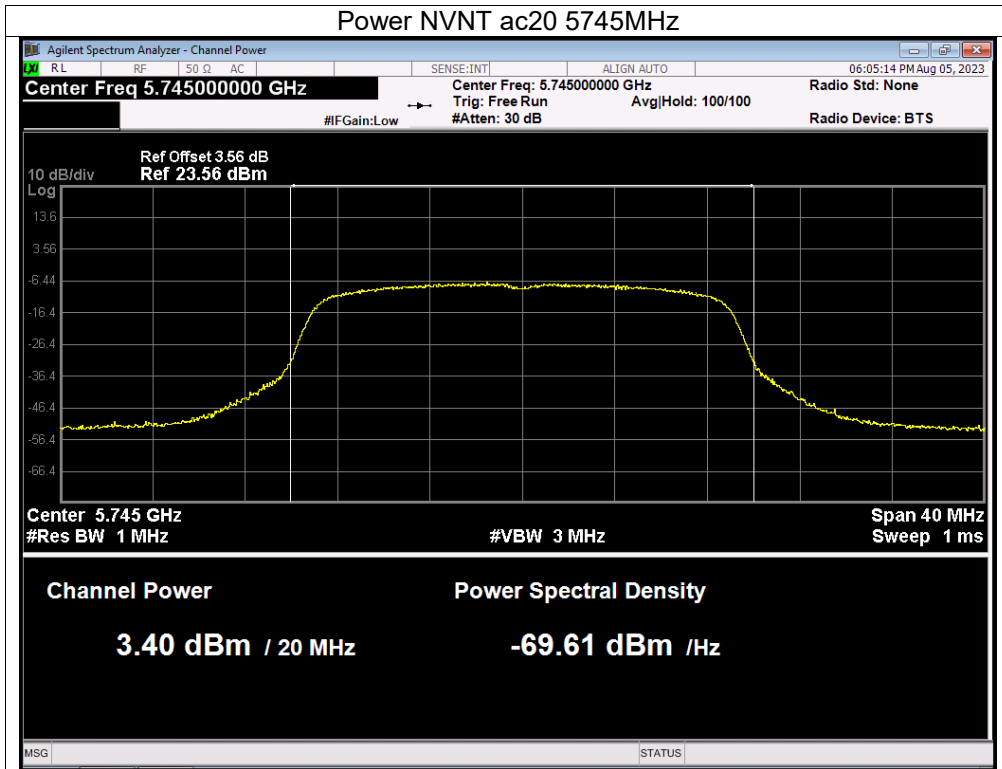 Power NVNT ac20 5745MHz
Agilent Spectrum Analyzer - Channel Power
LXI RL RF 50 Ω AC SENSE:INT ALIGN AUTO 06:05:14 PM Aug 05, 2023
Center Freq 5.745000000 GHz Center Freq: 5.745000000 GHz Radio Std: None
Trig: Free Run Avg|Hold: 100/100
#IFGain:Low #Atten: 30 dB Radio Device: BTS
Ref Offset 3.56 dB
10 dB/div Ref 23.56 dBm
Log
13.6
3.56
-6.44
-16.4
-26.4
-36.4
-46.4
-56.4
-66.4
Center 5.745 GHz Span 40 MHz
#Res BW 1 MHz #VBW 3 MHz Sweep 1 ms
Channel Power Power Spectral Density
3.40 dBm / 20 MHz -69.61 dBm /Hz
MSG STATUS